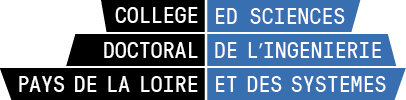 COLLEGE ED SCIENCES
DOCTORAL DE L'INGENIERIE
PAYS DE LA LOIRE ET DES SYSTEMES